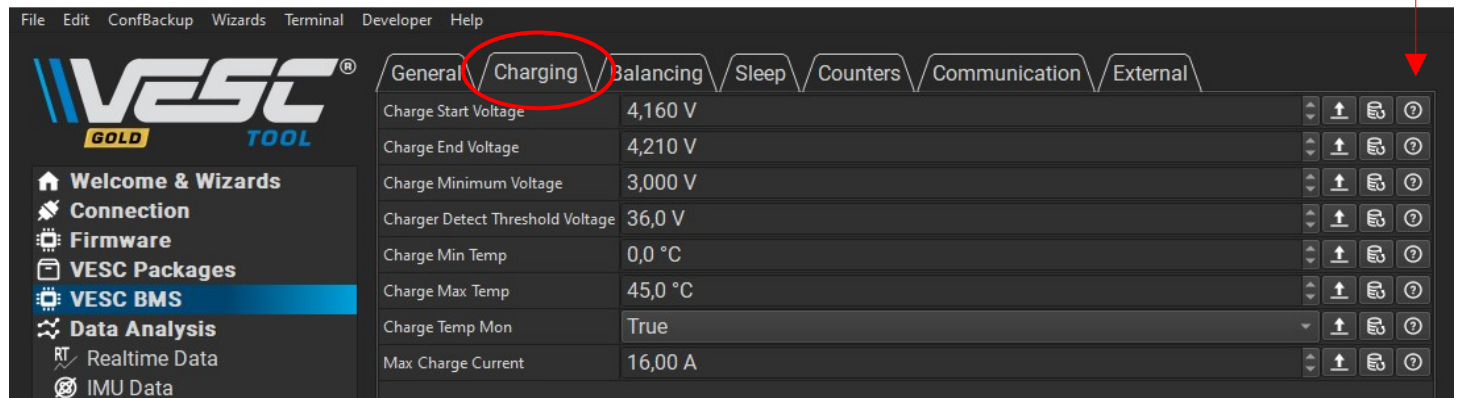 File Edit ConfBackup Wizards Terminal Developer Help
VESC®
GOLD TOOL
General Charging Balancing Sleep Counters Communication External
Charge Start Voltage 4,160 V
Charge End Voltage 4,210 V
Charge Minimum Voltage 3,000 V
Charger Detect Threshold Voltage 36,0 V
Charge Min Temp 0,0 °C
Charge Max Temp 45,0 °C
Charge Temp Mon True
Max Charge Current 16,00 A
Welcome & Wizards
Connection
Firmware
VESC Packages
VESC BMS
Data Analysis
RT Realtime Data
IMU Data